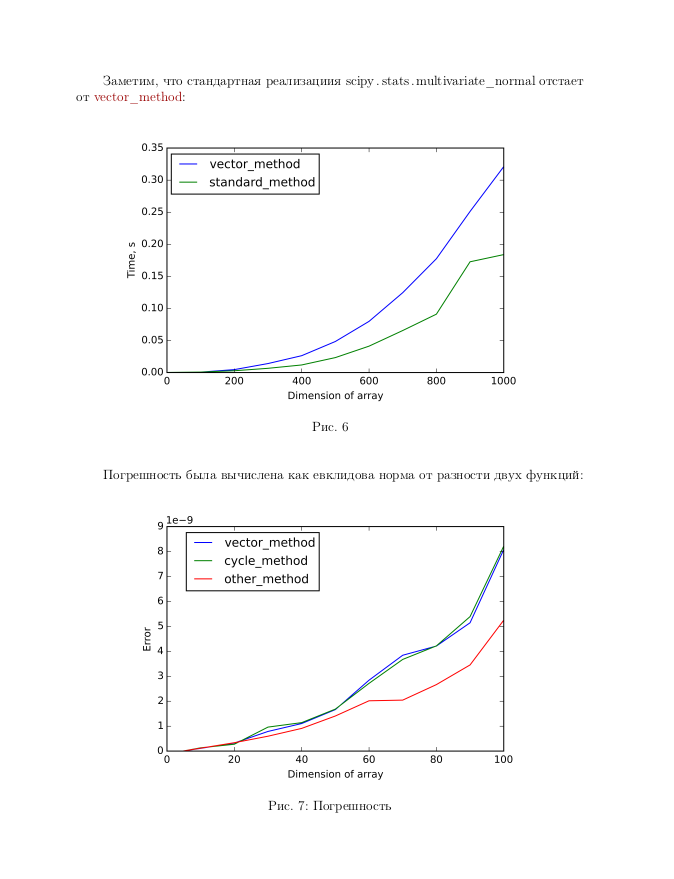 Заметим, что стандартная реализациия scipy.stats.multivariate_normal отстает
от vector_method:
0.35
0.30
0.25
0.20
0.15
0.10
0.05
0.00
Time, s
vector_method
standard_method
0 200 400 600 800 1000
Dimension of array
Рис. 6
Погрешность была вычислена как евклидова норма от разности двух функций:
1e−9
9
8
7
6
5
4
3
2
1
0
Error
vector_method
cycle_method
other_method
0 20 40 60 80 100
Dimension of array
Рис. 7: Погрешность